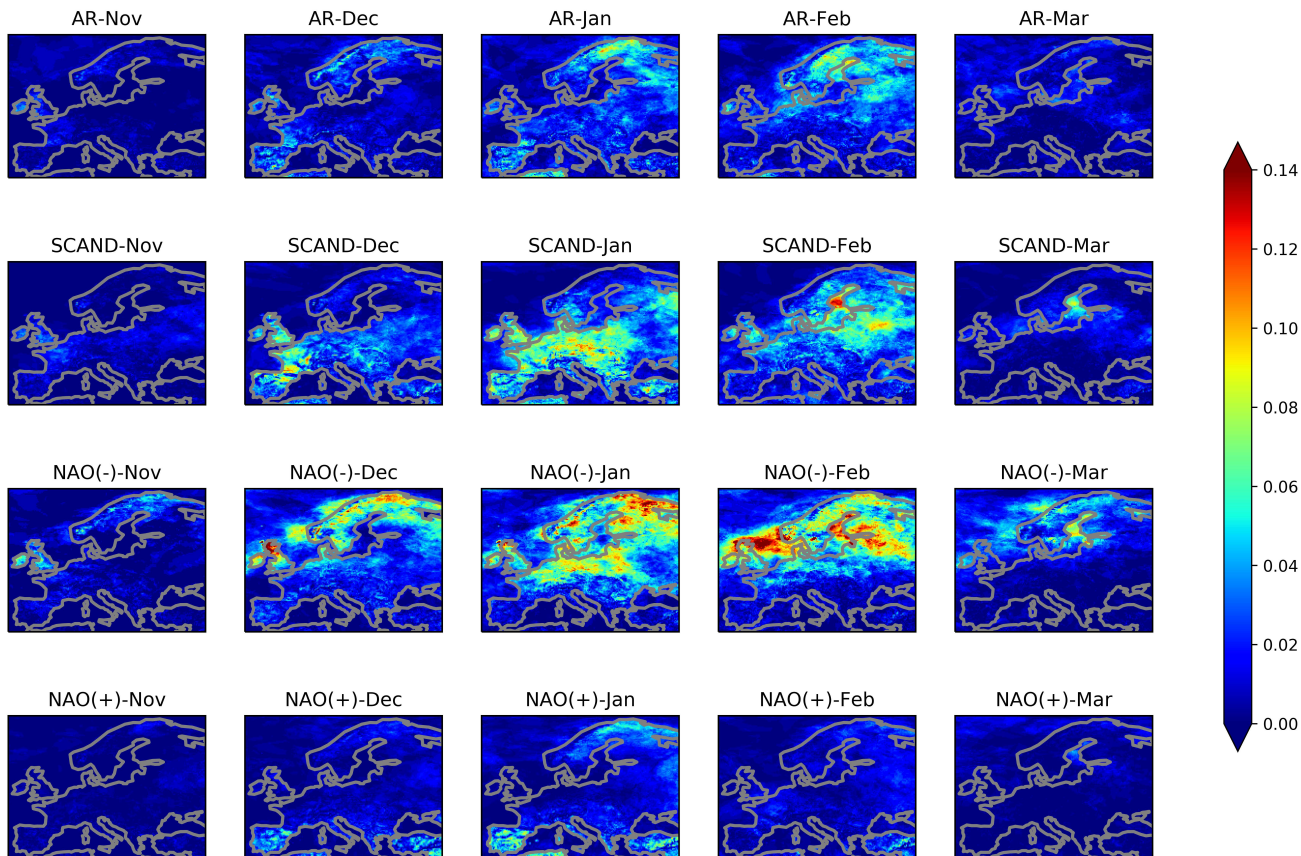 AR-Nov
AR-Dec
AR-Jan
AR-Feb
AR-Mar
SCAND-Nov
SCAND-Dec
SCAND-Jan
SCAND-Feb
SCAND-Mar
NAO(-)-Nov
NAO(-)-Dec
NAO(-)-Jan
NAO(-)-Feb
NAO(-)-Mar
NAO(+)-Nov
NAO(+)-Dec
NAO(+)-Jan
NAO(+)-Feb
NAO(+)-Mar
0.14
0.12
0.10
0.08
0.06
0.04
0.02
0.00